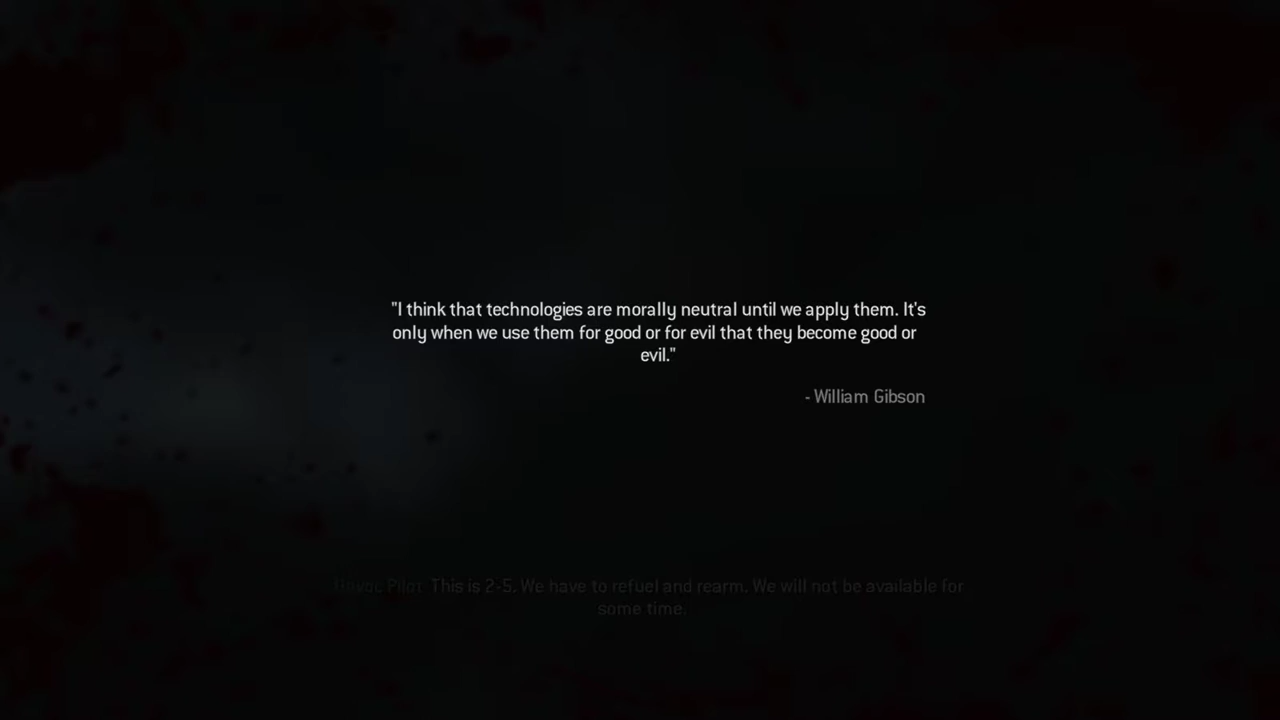 "I think that technologies are morally neutral until we apply them. It's
only when we use them for good or for evil that they become good or
evil."
- William Gibson
Pilot: This is 2-5. We have to refuel and rearm. We will not be available for
some time.